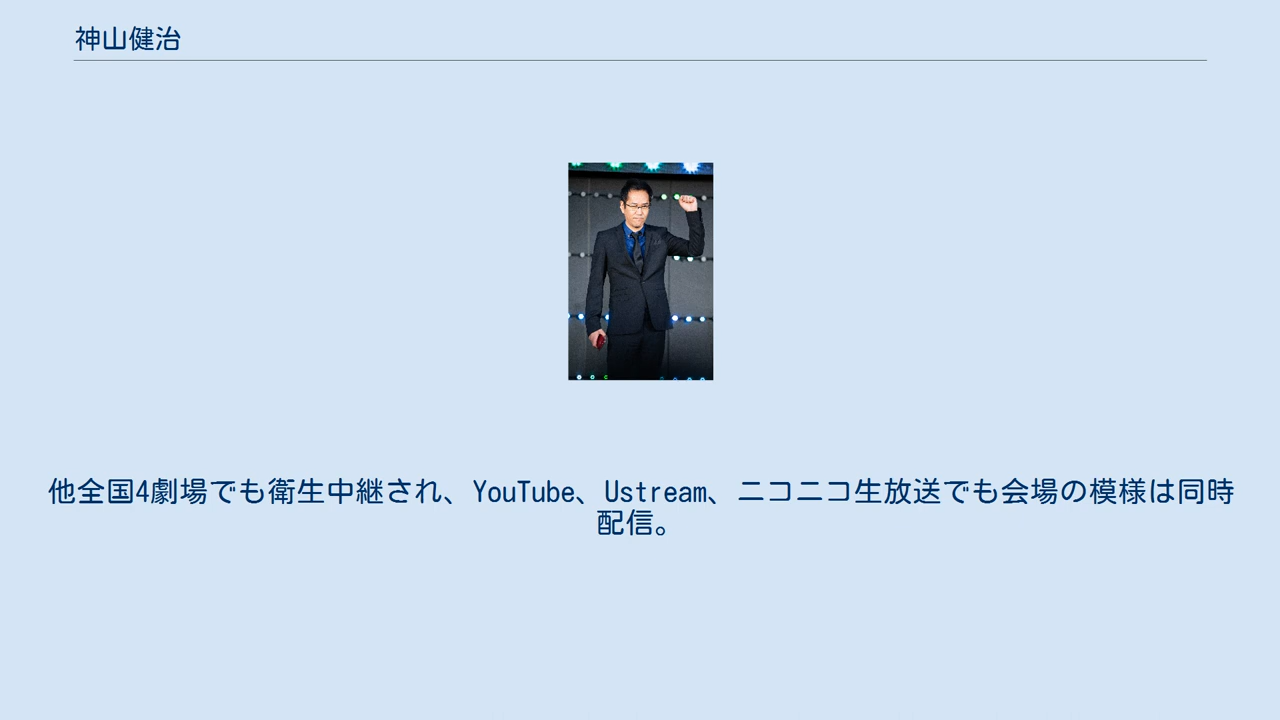 神山健治
他全国4劇場でも衛生中継され、YouTube、Ustream、ニコニコ生放送でも会場の模様は同時
配信。